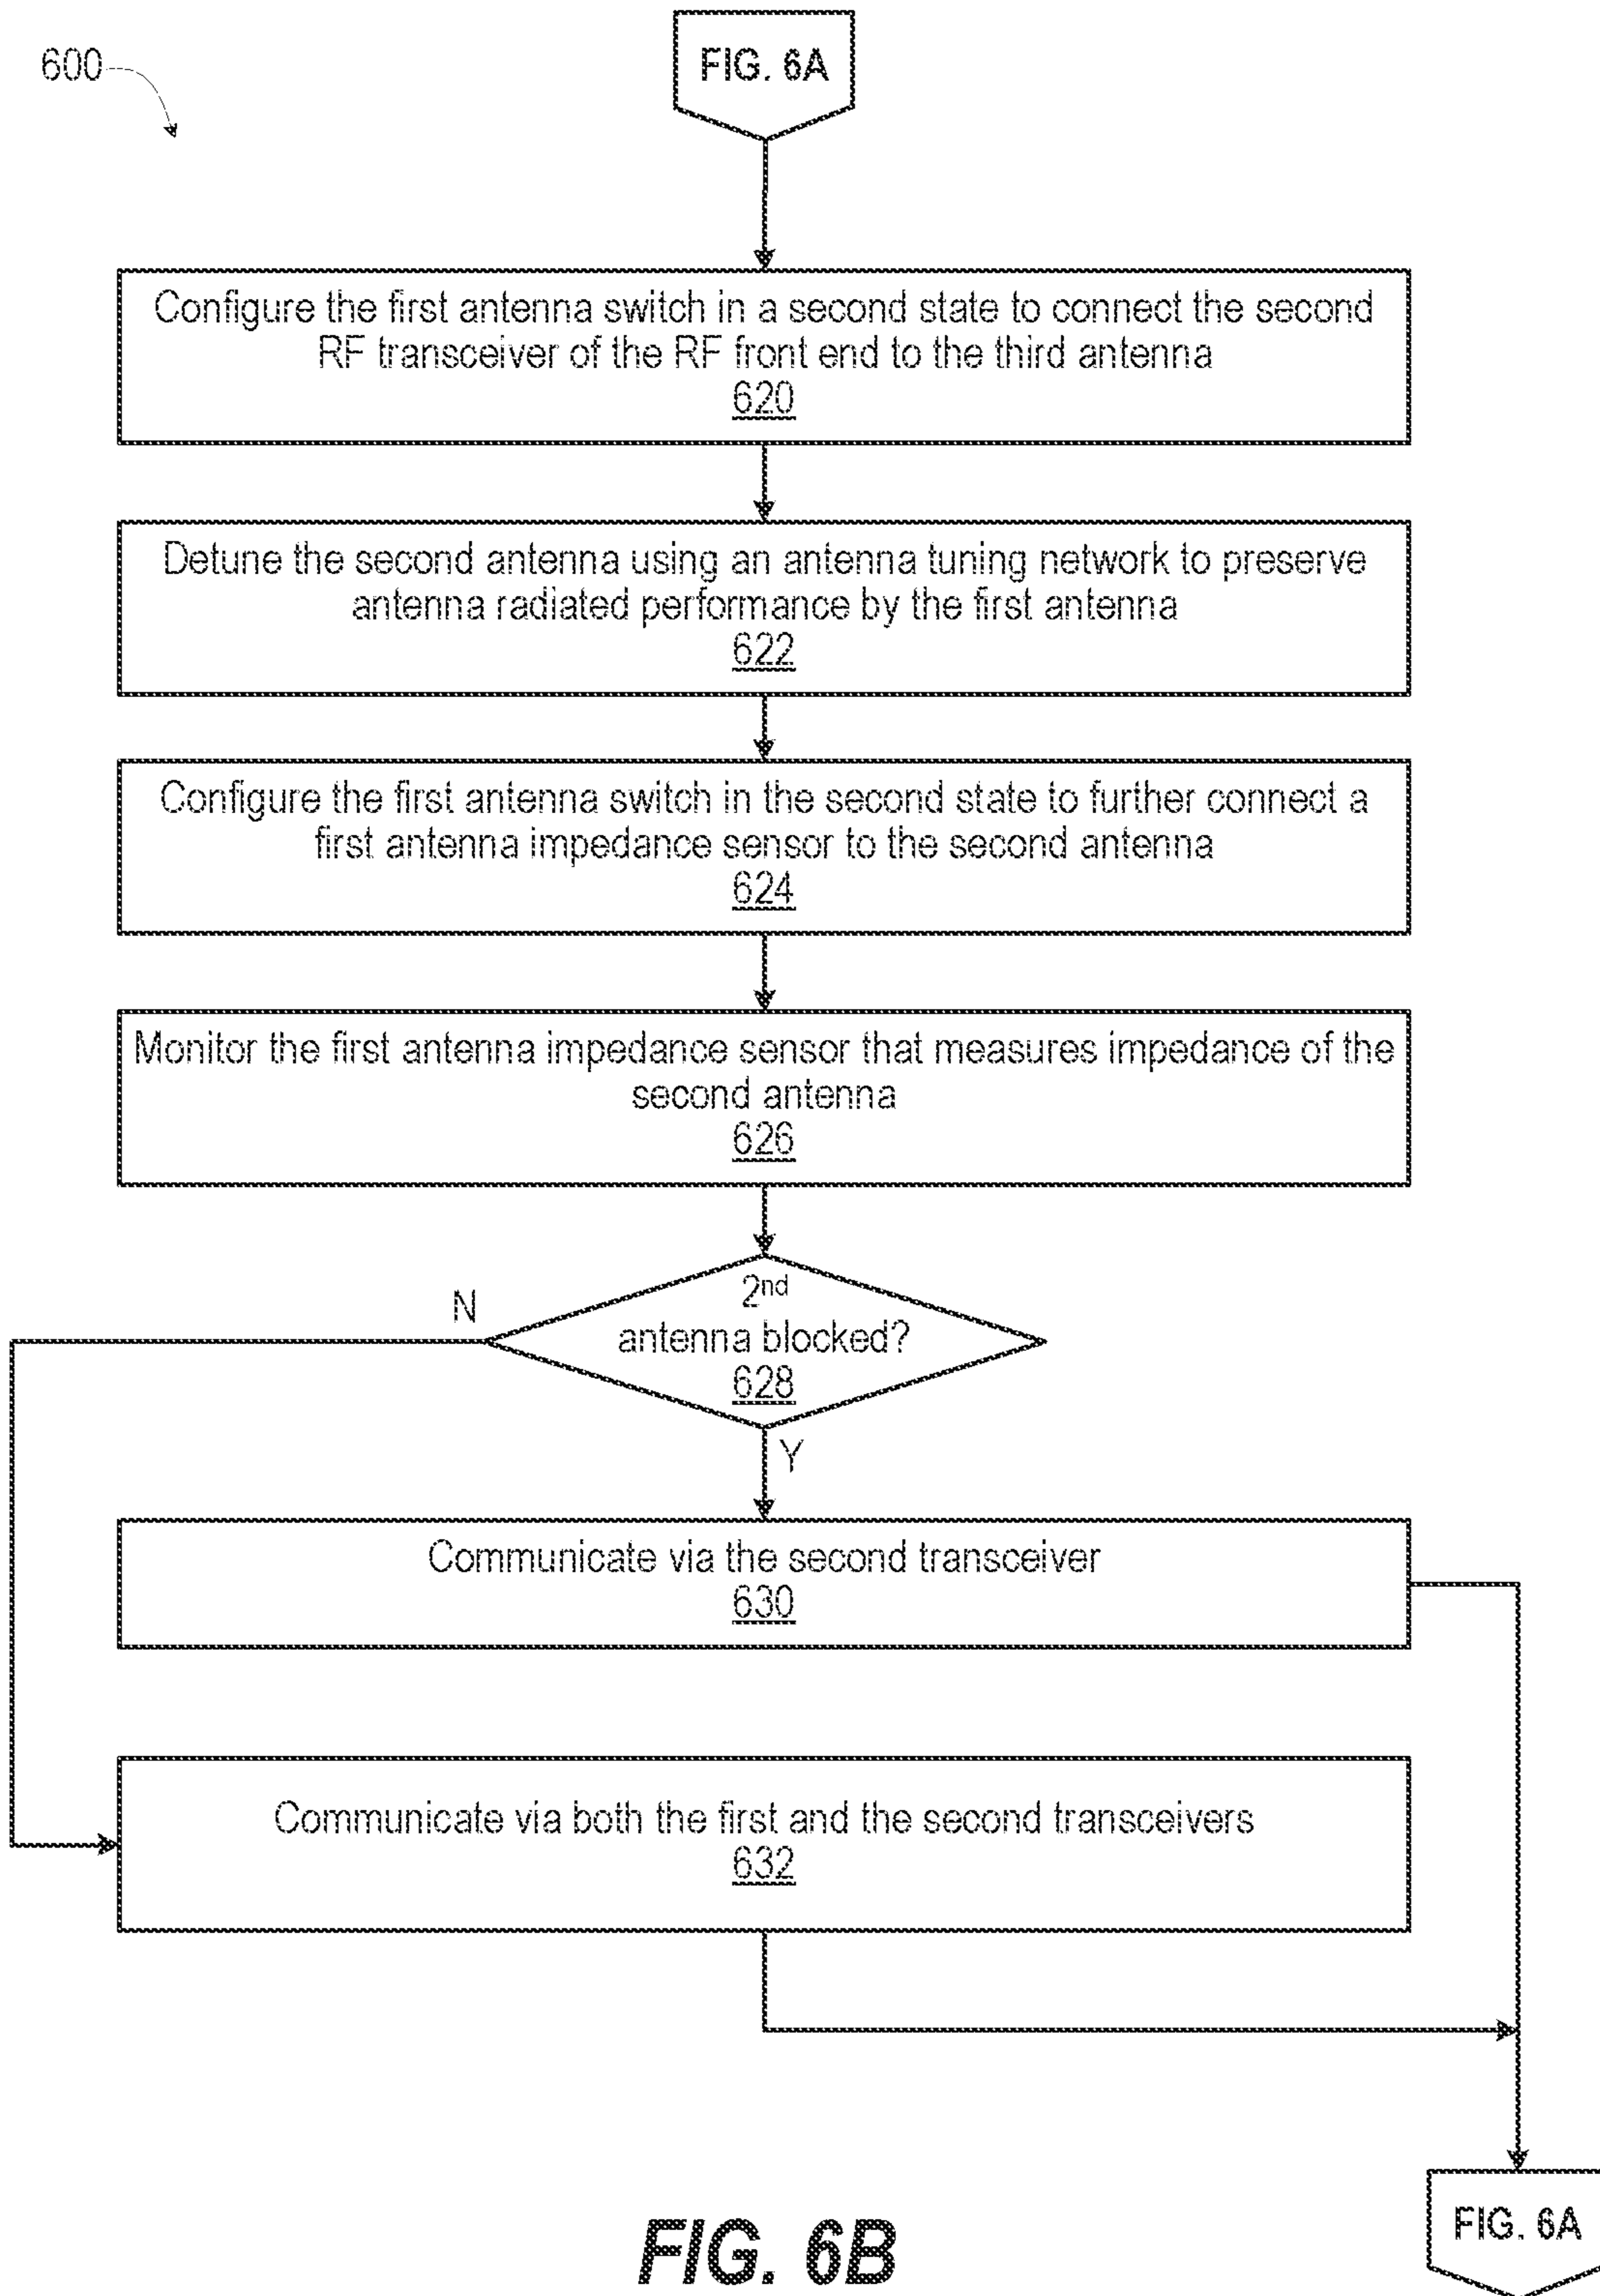 600
FIG. 6A
Configure the first antenna switch in a second state to connect the second
RF transceiver of the RF front end to the third antenna
620
Detune the second antenna using an antenna tuning network to preserve
antenna radiated performance by the first antenna
622
Configure the first antenna switch in the second state to further connect a
first antenna impedance sensor to the second antenna
624
Monitor the first antenna impedance sensor that measures impedance of the
second antenna
626
2nd
antenna blocked?
628
N
Y
Communicate via the second transceiver
630
Communicate via both the first and the second transceivers
632
FIG. 6A
FIG. 6B